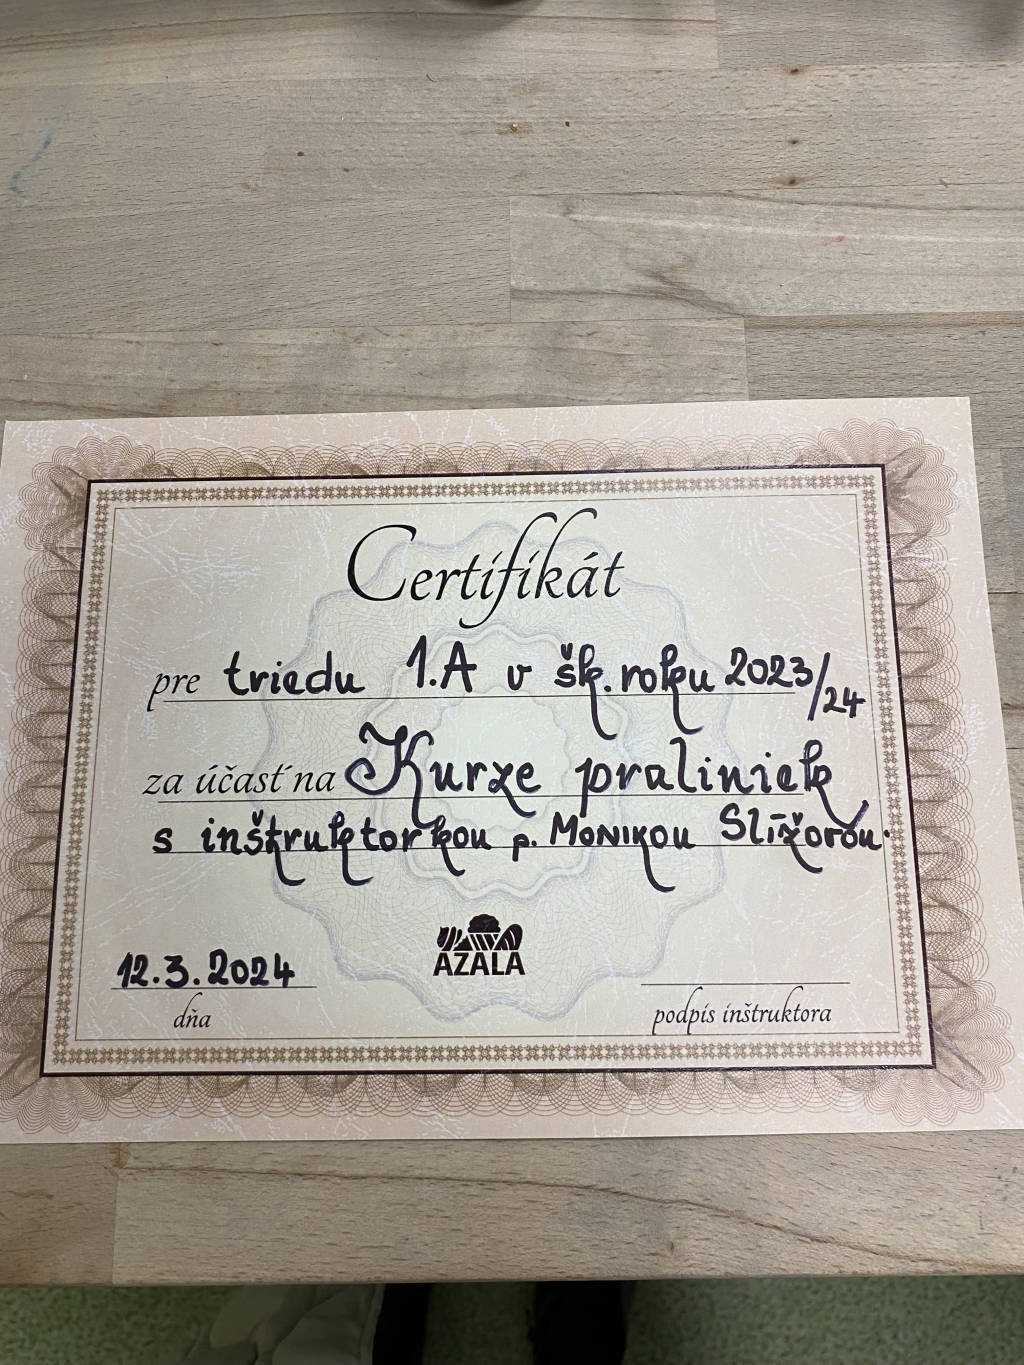 Certifikát
pre triedu 1.A v šk. roku 2023/24
za účasť na Kurze praliniek
s inštruktorkou p. MONIKOU Slížovou.
AZALA
12.3.2024
dňa
podpis inštruktora